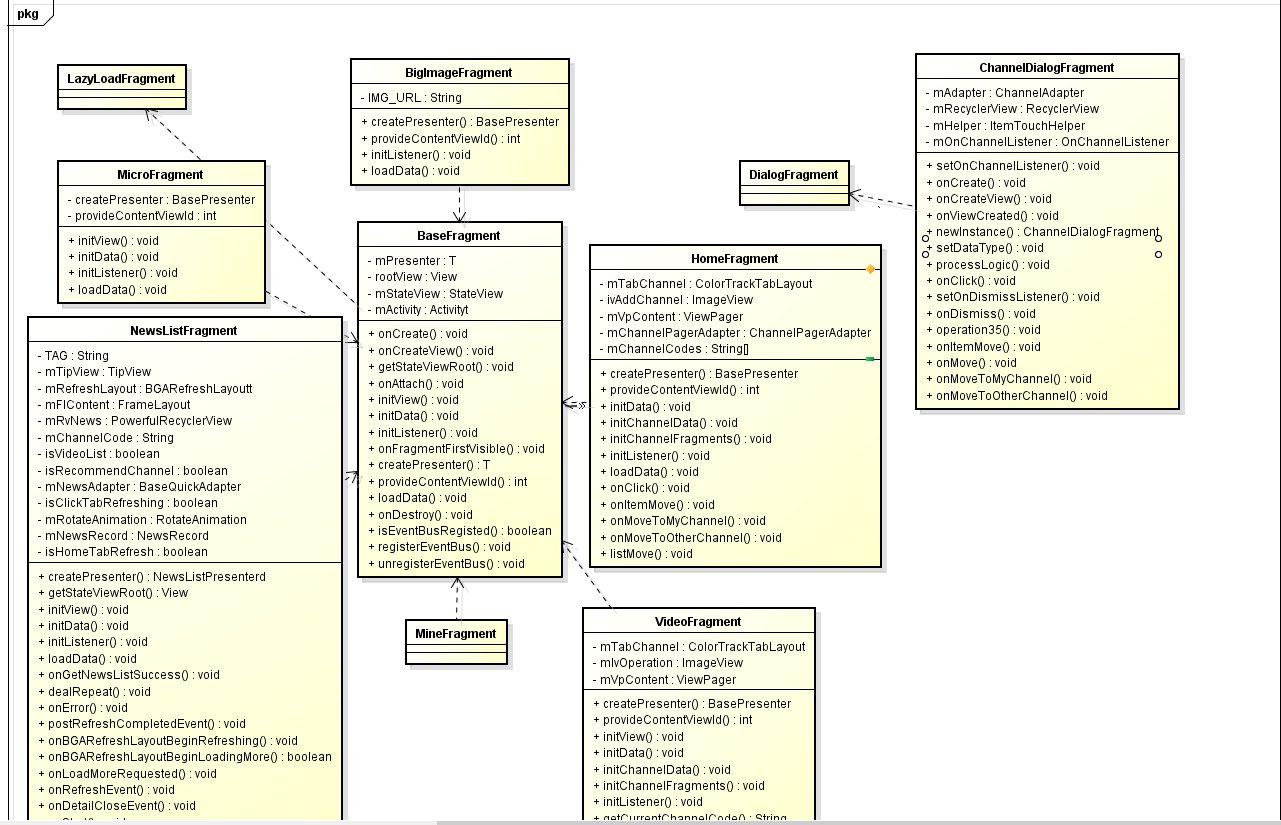 pkg
LazyLoadFragment
BigImageFragment
- IMG_URL : String
+ createPresenter() : BasePresenter
+ provideContentViewId() : int
+ initListener() : void
+ loadData() : void
ChannelDialogFragment
- mAdapter : ChannelAdapter
- mRecyclerView : RecyclerView
- mHelper : ItemTouchHelper
- mOnChannelListener : OnChannelListener
+ setOnChannelListener() : void
+ onCreate() : void
+ onCreateView() : void
+ onViewCreated() : void
+ newInstance() : ChannelDialogFragment
+ setDataType() : void
+ processLogic() : void
+ onClick() : void
+ setOnDismissListener() : void
+ onDismiss() : void
+ operation35() : void
+ onItemMove() : void
+ onMove() : void
+ onMoveToMyChannel() : void
+ onMoveToOtherChannel() : void
MicroFragment
- createPresenter : BasePresenter
- provideContentViewId : int
+ initView() : void
+ initData() : void
+ initListener() : void
+ loadData() : void
DialogFragment
BaseFragment
- mPresenter : T
- rootView : View
- mStateView : StateView
- mActivity : Activityt
+ onCreate() : void
+ onCreateView() : void
+ getStateViewRoot() : void
+ onAttach() : void
+ initView() : void
+ initData() : void
+ initListener() : void
+ onFragmentFirstVisible() : void
+ createPresenter() : T
+ provideContentViewId() : int
+ loadData() : void
+ onDestroy() : void
+ isEventBusRegisted() : boolean
+ registerEventBus() : void
+ unregisterEventBus() : void
HomeFragment
- mTabChannel : ColorTrackTabLayout
- ivAddChannel : ImageView
- mVpContent : ViewPager
- mChannelPagerAdapter : ChannelPagerAdapter
- mChannelCodes : String[]
+ createPresenter() : BasePresenter
+ provideContentViewId() : int
+ initData() : void
+ initChannelData() : void
+ initChannelFragments() : void
+ initListener() : void
+ loadData() : void
+ onClick() : void
+ onItemMove() : void
+ onMoveToMyChannel() : void
+ onMoveToOtherChannel() : void
+ listMove() : void
NewsListFragment
- TAG : String
- mTipView : TipView
- mRefreshLayout : BGARefreshLayoutt
- mFlContent : FrameLayout
- mRvNews : PowerfulRecyclerView
- mChannelCode : String
- isVideoList : boolean
- isRecommendChannel : boolean
- mNewsAdapter : BaseQuickAdapter
- isClickTabRefreshing : boolean
- mRotateAnimation : RotateAnimation
- mNewsRecord : NewsRecord
- isHomeTabRefresh : boolean
+ createPresenter() : NewsListPresenterd
+ getStateViewRoot() : View
+ initView() : void
+ initData() : void
+ initListener() : void
+ loadData() : void
+ onGetNewsListSuccess() : void
+ dealRepeat() : void
+ onError() : void
+ postRefreshCompletedEvent() : void
+ onBGARefreshLayoutBeginRefreshing() : void
+ onBGARefreshLayoutBeginLoadingMore() : boolean
+ onLoadMoreRequested() : void
+ onRefreshEvent() : void
+ onDetailCloseEvent() : void
MineFragment
VideoFragment
- mTabChannel : ColorTrackTabLayout
- mIvOperation : ImageView
- mVpContent : ViewPager
+ createPresenter() : BasePresenter
+ provideContentViewId() : int
+ initView() : void
+ initData() : void
+ initChannelData() : void
+ initChannelFragments() : void
+ initListener() : void
+ getCurrentChannelCode() : String